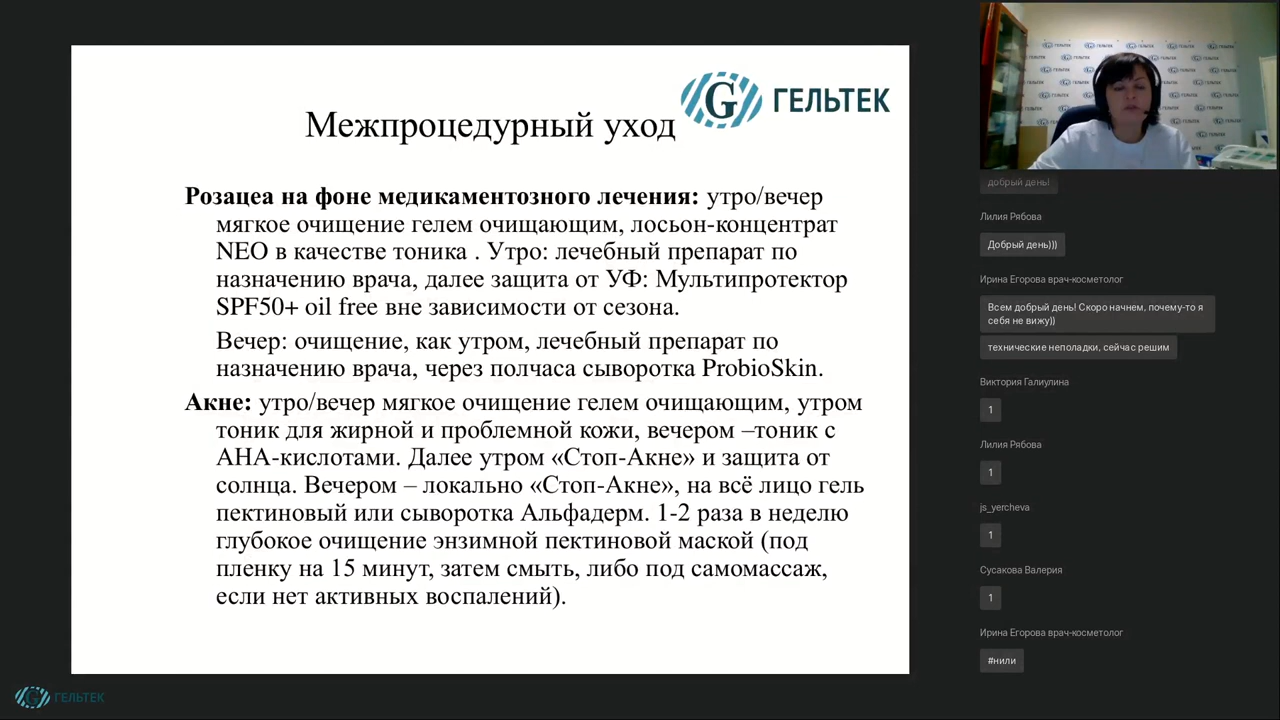 ГЕЛЬТЕК
Межпроцедурный уход
Розацеа на фоне медикаментозного лечения: утро/вечер
мягкое очищение гелем очищающим, лосьон-концентрат
NEO в качестве тоника . Утро: лечебный препарат по
назначению врача, далее защита от УФ: Мультипротектор
SPF50+ oil free вне зависимости от сезона.
Вечер: очищение, как утром, лечебный препарат по
назначению врача, через полчаса сыворотка ProbioSkin.
Акне: утро/вечер мягкое очищение гелем очищающим, утром
тоник для жирной и проблемной кожи, вечером –тоник с
АНА-кислотами. Далее утром «Стоп-Акне» и защита от
солнца. Вечером – локально «Стоп-Акне», на всё лицо гель
пектиновый или сыворотка Альфадерм. 1-2 раза в неделю
глубокое очищение энзимной пектиновой маской (под
пленку на 15 минут, затем смыть, либо под самомассаж,
если нет активных воспалений).
ГЕЛЬТЕК
добрый день!
Лилия Рябова
Добрый день)))
Ирина Егорова врач-косметолог
Всем добрый день! Скоро начнем, почему-то я
себя не вижу))
технические неполадки, сейчас решим
Виктория Галиулина
1
Лилия Рябова
1
js_yercheva
1
Сусакова Валерия
1
Ирина Егорова врач-косметолог
#нили